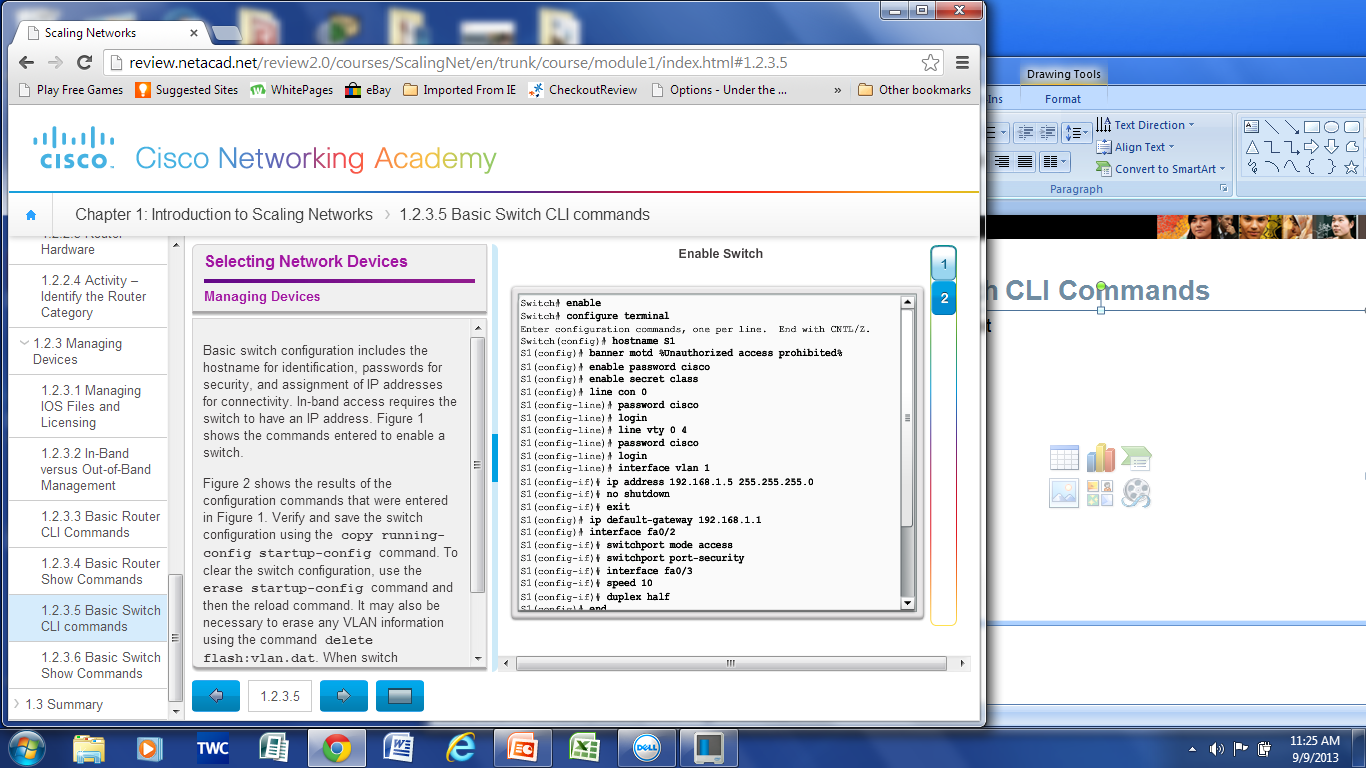 Scaling Networks
review.netacad.net/review2.0/courses/ScalingNet/en/trunk/course/module1/index.html#1.2.3.5
Play Free Games Suggested Sites WhitePages eBay Imported From IE CheckoutReview Options - Under the ... » Other bookmarks
CISCO. Cisco Networking Academy
Chapter 1: Introduction to Scaling Networks > 1.2.3.5 Basic Switch CLI commands
Hardware
1.2.2.4 Activity –
Identify the Router
Category
1.2.3 Managing
Devices
1.2.3.1 Managing
IOS Files and
Licensing
1.2.3.2 In-Band
versus Out-of-Band
Management
1.2.3.3 Basic Router
CLI Commands
1.2.3.4 Basic Router
Show Commands
1.2.3.5 Basic Switch
CLI commands
1.2.3.6 Basic Switch
Show Commands
1.3 Summary
Selecting Network Devices
Managing Devices
Basic switch configuration includes the
hostname for identification, passwords for
security, and assignment of IP addresses
for connectivity. In-band access requires the
switch to have an IP address. Figure 1
shows the commands entered to enable a
switch.
Figure 2 shows the results of the
configuration commands that were entered
in Figure 1. Verify and save the switch
configuration using the copy running-
config startup-config command. To
clear the switch configuration, use the
erase startup-config command and
then the reload command. It may also be
necessary to erase any VLAN information
using the command delete
flash:vlan.dat. When switch
1.2.3.5
Enable Switch
1
2
Switch# enable
Switch# configure terminal
Enter configuration commands, one per line. End with CNTL/Z.
Switch(config)# hostname S1
S1(config)# banner motd %Unauthorized access prohibited%
S1(config)# enable password cisco
S1(config)# enable secret class
S1(config)# line con 0
S1(config-line)# password cisco
S1(config-line)# login
S1(config-line)# line vty 0 4
S1(config-line)# password cisco
S1(config-line)# login
S1(config-line)# interface vlan 1
S1(config-if)# ip address 192.168.1.5 255.255.255.0
S1(config-if)# no shutdown
S1(config-if)# exit
S1(config)# ip default-gateway 192.168.1.1
S1(config)# interface fa0/2
S1(config-if)# switchport mode access
S1(config-if)# switchport port-security
S1(config-if)# interface fa0/3
S1(config-if)# speed 10
S1(config-if)# duplex half
S1(config)# end
Drawing Tools
Ins Format
Text Direction
Align Text
Convert to SmartArt
Paragraph
CLI Commands
TWC
DELL
11:25 AM
9/9/2013